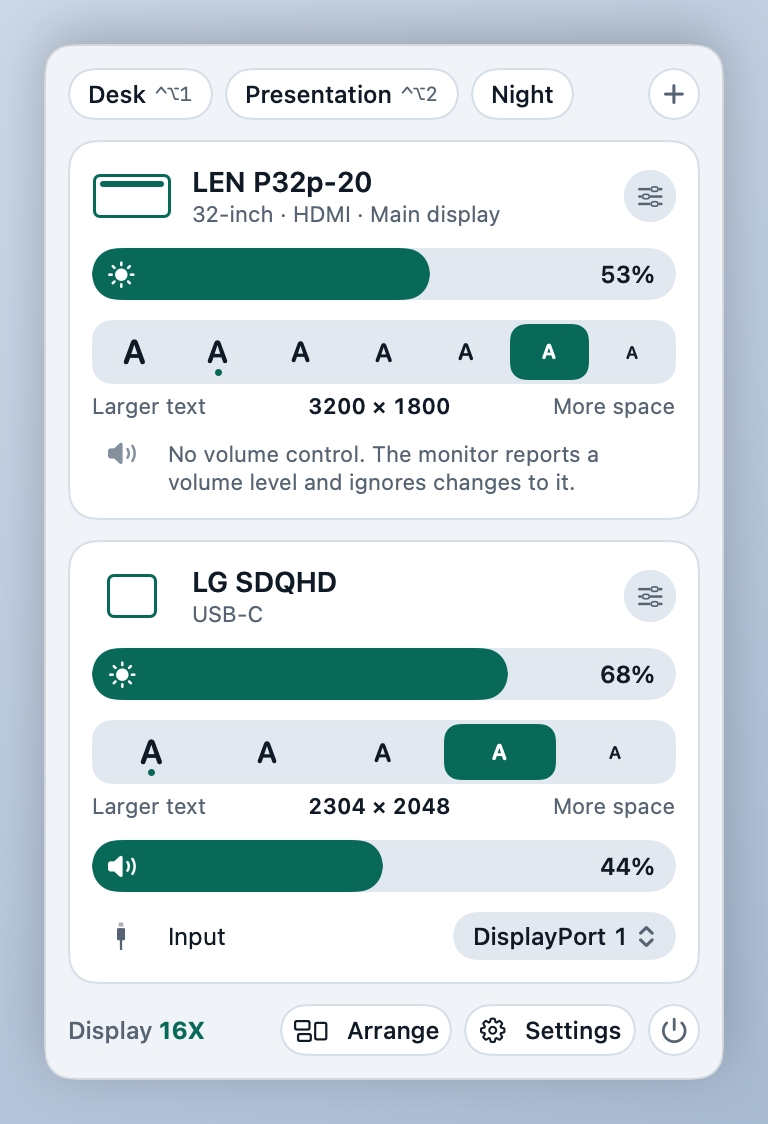 Desk ⌃⌥1 Presentation ⌃⌥2 Night
LEN P32p-20
32-inch · HDMI · Main display
53%
A A A A A A A
Larger text 3200 × 1800 More space
No volume control. The monitor reports a
volume level and ignores changes to it.
LG SDQHD
USB-C
68%
A A A A A
Larger text 2304 × 2048 More space
44%
Input DisplayPort 1
Display 16X Arrange Settings